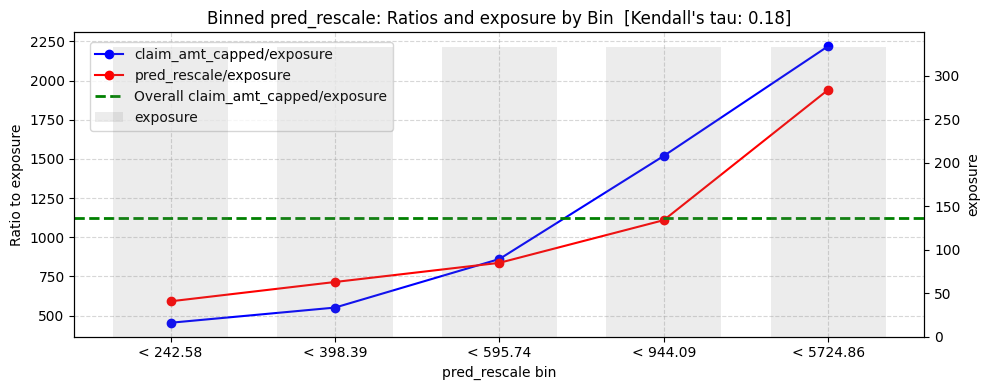 Binned pred_rescale: Ratios and exposure by Bin  [Kendall's tau: 0.18]
claim_amt_capped/exposure
pred_rescale/exposure
Overall claim_amt_capped/exposure
exposure
Ratio to exposure
2250
2000
1750
1500
1250
1000
750
500
300
250
200
150
100
50
0
exposure
< 242.58
< 398.39
< 595.74
< 944.09
< 5724.86
pred_rescale bin